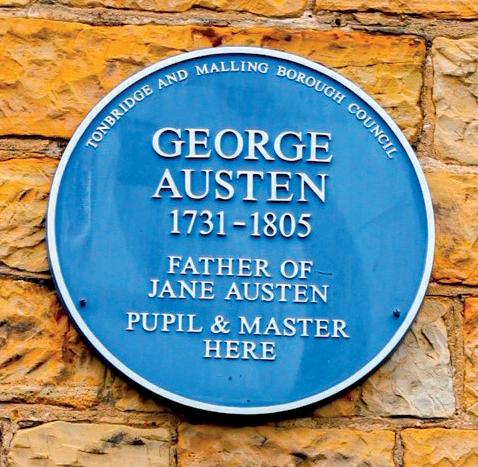 TONBRIDGE AND MALLING BOROUGH COUNCIL
GEORGE
AUSTEN
1731-1805
FATHER OF
JANE AUSTEN
PUPIL & MASTER
HERE